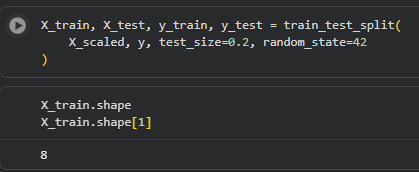 X_train, X_test, y_train, y_test = train_test_split(
    X_scaled, y, test_size=0.2, random_state=42
)
X_train.shape
X_train.shape[1]
8